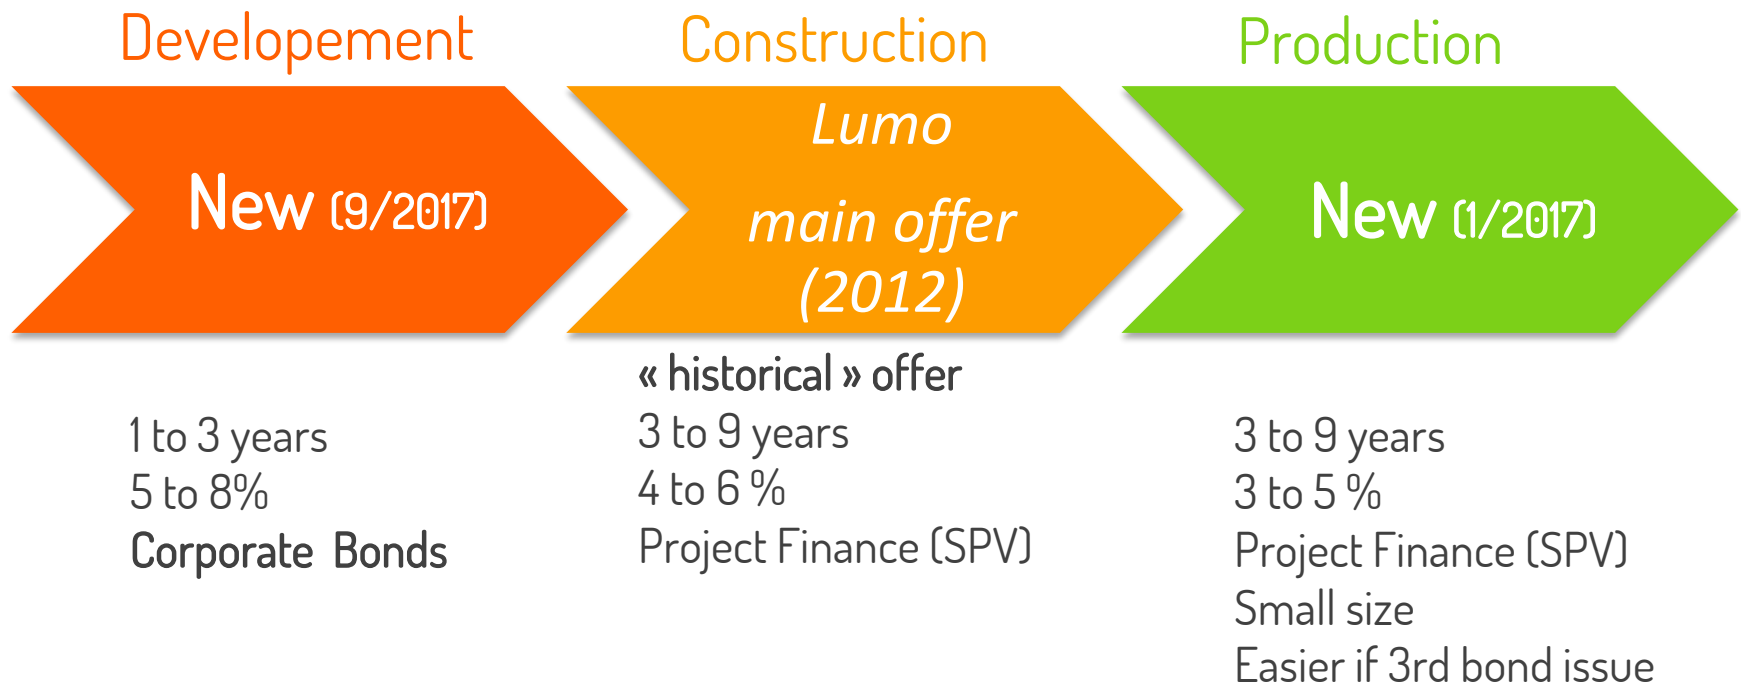 Developement
New (9/2017)
1 to 3 years
5 to 8%
Corporate Bonds
Construction
Lumo
main offer
(2012)
« historical » offer
3 to 9 years
4 to 6 %
Project Finance (SPV)
Production
New (1/2017)
3 to 9 years
3 to 5 %
Project Finance (SPV)
Small size
Easier if 3rd bond issue